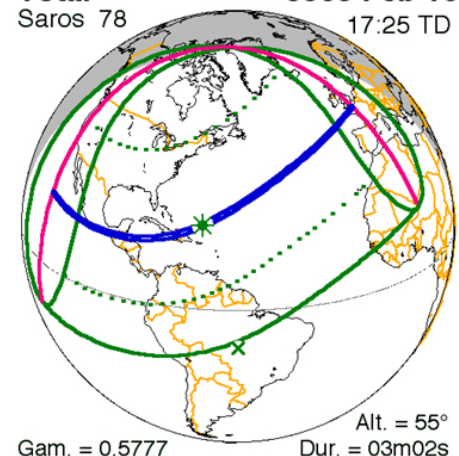 Saros 78
17:25 TD
Alt. = 55°
Gam. = 0.5777
Dur. = 03m02s